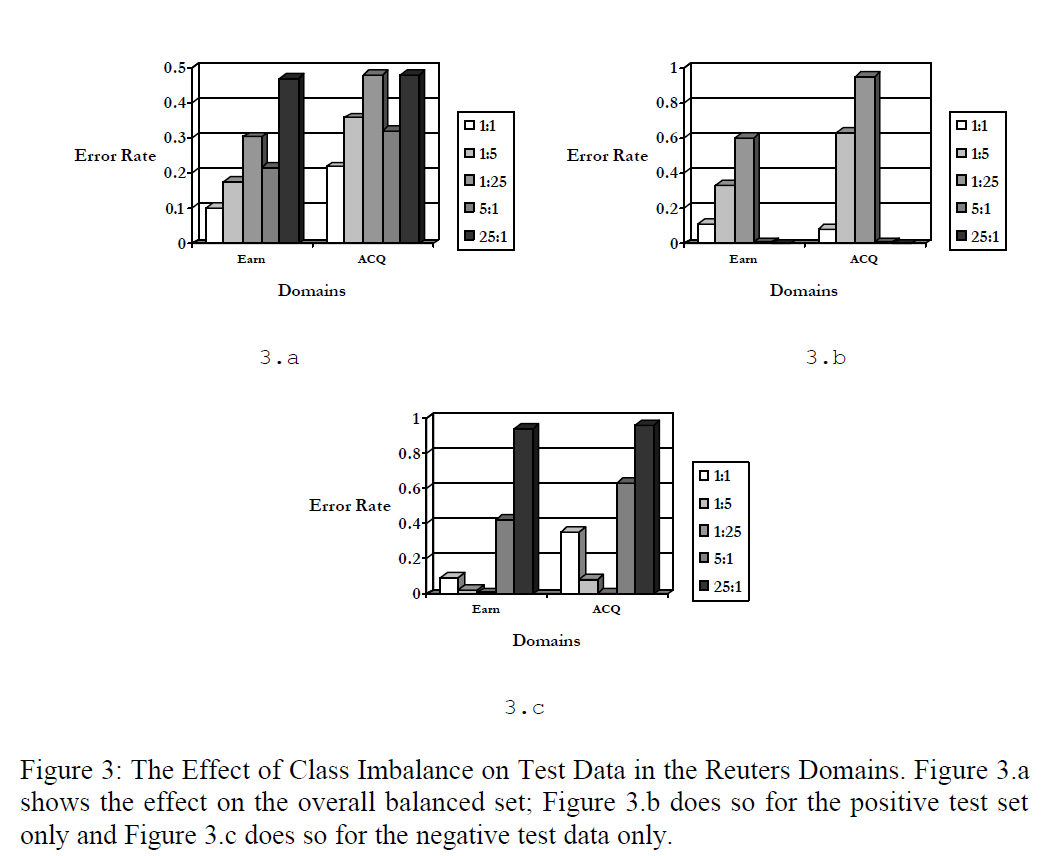 0.5
0.4
0.3
0.2
0.1
0
Error Rate
Earn
ACQ
Domains
1:1
1:5
1:25
5:1
25:1
3.a
1
0.8
0.6
0.4
0.2
0
Error Rate
Earn
ACQ
Domains
1:1
1:5
1:25
5:1
25:1
3.b
1
0.8
0.6
0.4
0.2
0
Error Rate
Earn
ACQ
Domains
1:1
1:5
1:25
5:1
25:1
3.c
Figure 3: The Effect of Class Imbalance on Test Data in the Reuters Domains. Figure 3.a
shows the effect on the overall balanced set; Figure 3.b does so for the positive test set
only and Figure 3.c does so for the negative test data only.